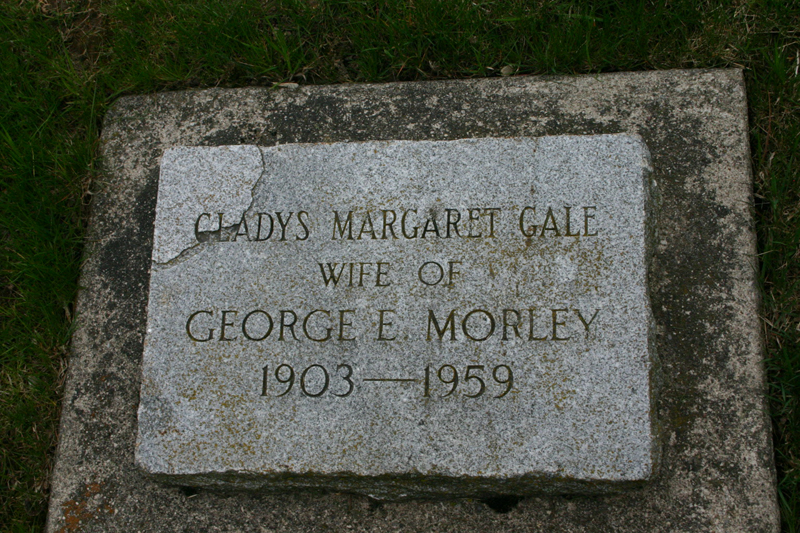 GLADYS MARGARET GALE
WIFE OF
GEORGE E. MORLEY
1903—1959